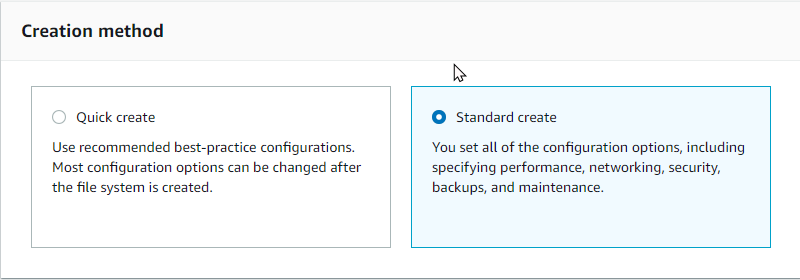 Creation method
Quick create
Use recommended best-practice configurations.
Most configuration options can be changed after
the file system is created.
Standard create
You set all of the configuration options, including
specifying performance, networking, security,
backups, and maintenance.